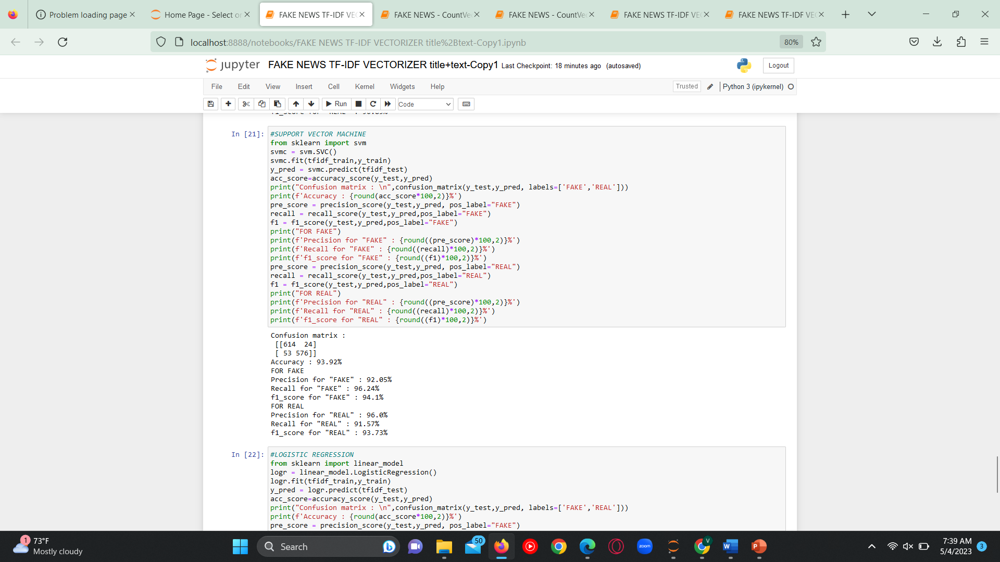 Problem loading page
Home Page - Select or
FAKE NEWS TF-IDF VE
FAKE NEWS - CountVec
FAKE NEWS - CountVec
FAKE NEWS TF-IDF VE
FAKE NEWS TF-IDF VE
localhost:8888/notebooks/FAKE NEWS TF-IDF VECTORIZER title%2Btext-Copy1.ipynb
80%
jupyter FAKE NEWS TF-IDF VECTORIZER title+text-Copy1 Last Checkpoint: 18 minutes ago (autosaved)
Logout
File Edit View Insert Cell Kernel Widgets Help
Trusted
Python 3 (ipykernel)
Run
Code
In [21]:
#SUPPORT VECTOR MACHINE
from sklearn import svm
svmc = svm.SVC()
svmc.fit(tfidf_train,y_train)
y_pred = svmc.predict(tfidf_test)
acc_score=accuracy_score(y_test,y_pred)
print("Confusion matrix : \n",confusion_matrix(y_test,y_pred, labels=['FAKE','REAL']))
print(f'Accuracy : {round(acc_score*100,2)}%')
pre_score = precision_score(y_test,y_pred, pos_label="FAKE")
recall = recall_score(y_test,y_pred,pos_label="FAKE")
f1 = f1_score(y_test,y_pred,pos_label="FAKE")
print("FOR FAKE")
print(f'Precision for "FAKE" : {round((pre_score)*100,2)}%')
print(f'Recall for "FAKE" : {round((recall)*100,2)}%')
print(f'f1_score for "FAKE" : {round((f1)*100,2)}%')
pre_score = precision_score(y_test,y_pred, pos_label="REAL")
recall = recall_score(y_test,y_pred,pos_label="REAL")
f1 = f1_score(y_test,y_pred,pos_label="REAL")
print("FOR REAL")
print(f'Precision for "REAL" : {round((pre_score)*100,2)}%')
print(f'Recall for "REAL" : {round((recall)*100,2)}%')
print(f'f1_score for "REAL" : {round((f1)*100,2)}%')
Confusion matrix :
[[614 24]
[ 53 576]]
Accuracy : 93.92%
FOR FAKE
Precision for "FAKE" : 92.05%
Recall for "FAKE" : 96.24%
f1_score for "FAKE" : 94.1%
FOR REAL
Precision for "REAL" : 96.0%
Recall for "REAL" : 91.57%
f1_score for "REAL" : 93.73%
In [22]:
#LOGISTIC REGRESSION
from sklearn import linear_model
logr = linear_model.LogisticRegression()
logr.fit(tfidf_train,y_train)
y_pred = logr.predict(tfidf_test)
acc_score=accuracy_score(y_test,y_pred)
print("Confusion matrix : \n",confusion_matrix(y_test,y_pred, labels=['FAKE','REAL']))
print(f'Accuracy : {round(acc_score*100,2)}%')
pre_score = precision_score(y_test,y_pred, pos_label="FAKE")
1
73°F
Mostly cloudy
Search
50
zoom
V
W
P
7:39 AM
5/4/2023
3